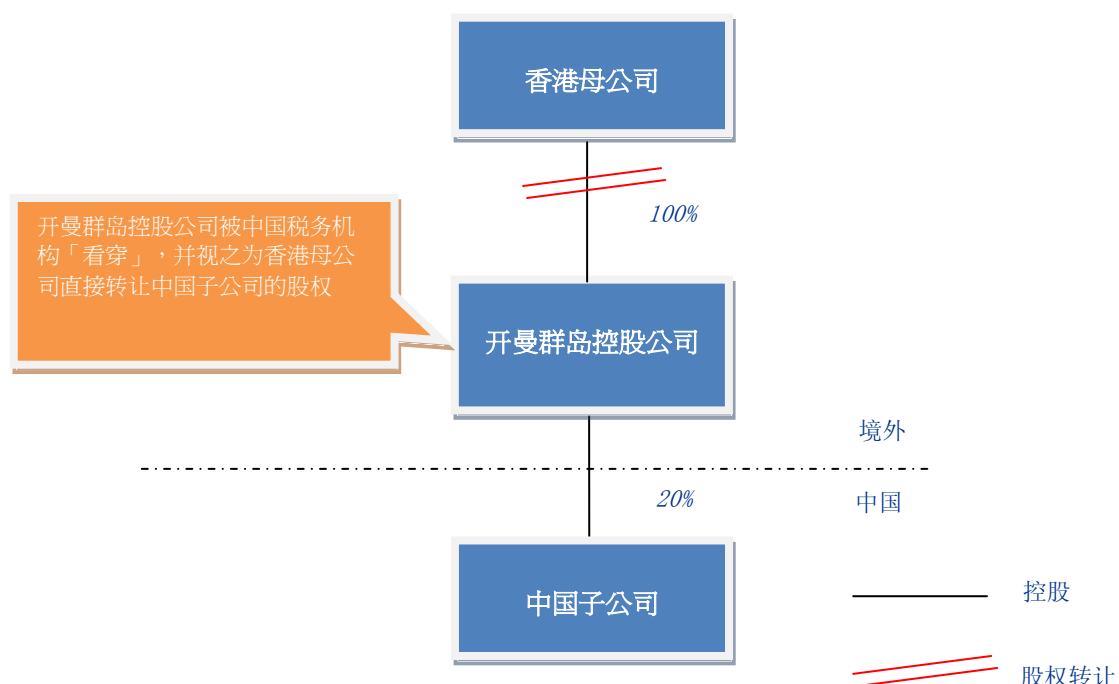 香港母公司
100%
开曼群岛控股公司被中国税务机
构「看穿」，并视之为香港母公
司直接转让中国子公司的股权
开曼群岛控股公司
境外
20%
中国
中国子公司
控股
股权转让